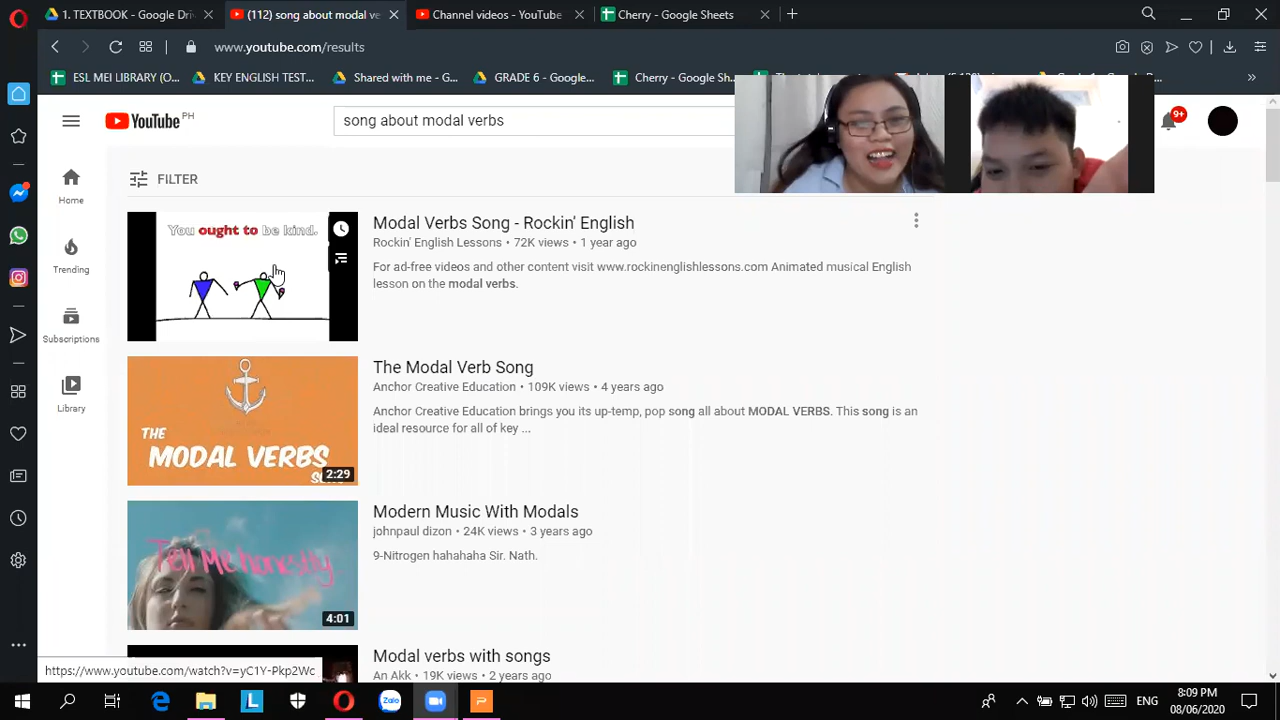 1. TEXTBOOK - Google Driv
(112) song about modal ve
Channel videos - YouTube
Cherry - Google Sheets
www.youtube.com/results
ESL MEI LIBRARY (O...
KEY ENGLISH TEST...
Shared with me - G...
GRADE 6 - Google...
Cherry - Google Sh...
YouTube PH
song about modal verbs
9+
FILTER
Home
Trending
Subscriptions
Library
You ought to be kind.
Modal Verbs Song - Rockin' English
Rockin' English Lessons • 72K views • 1 year ago
For ad-free videos and other content visit www.rockinenglishlessons.com Animated musical English
lesson on the modal verbs.
THE
MODAL VERBS
SONG
2:29
The Modal Verb Song
Anchor Creative Education • 109K views • 4 years ago
Anchor Creative Education brings you its up-temp, pop song all about MODAL VERBS. This song is an
ideal resource for all of key ...
Tell Me honestly
4:01
Modern Music With Modals
johnpaul dizon • 24K views • 3 years ago
9-Nitrogen hahahaha Sir. Nath.
Modal verbs with songs
An Akk • 19K views • 2 years ago
https://www.youtube.com/watch?v=yC1Y-Pkp2Wc
Zalo
ENG
8:09 PM
08/06/2020